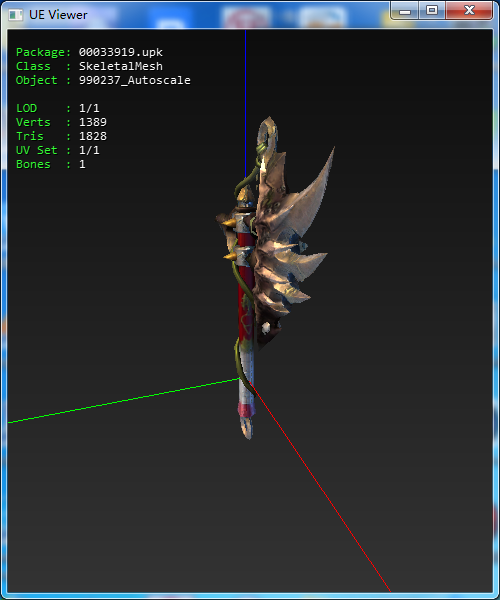 UE Viewer
Package: 00033919.upk
Class : SkeletalMesh
Object : 990237_Autoscale
LOD : 1/1
Verts : 1389
Tris : 1828
UV Set : 1/1
Bones : 1